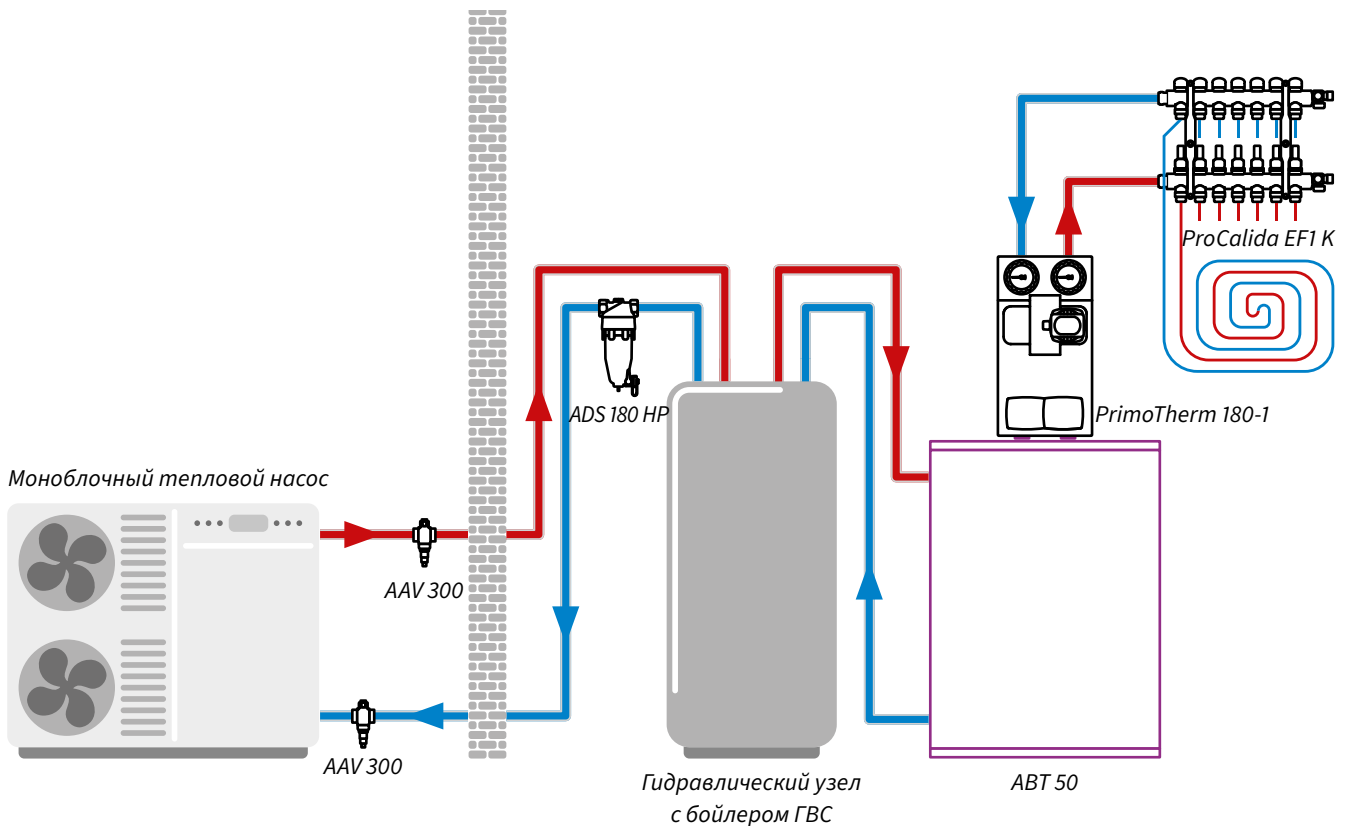 ProCalida EF1 K
ADS 180 HP
PrimoTherm 180-1
Моноблочный тепловой насос
AAV 300
AAV 300
Гидравлический узел
с бойлером ГВС
ABT 50